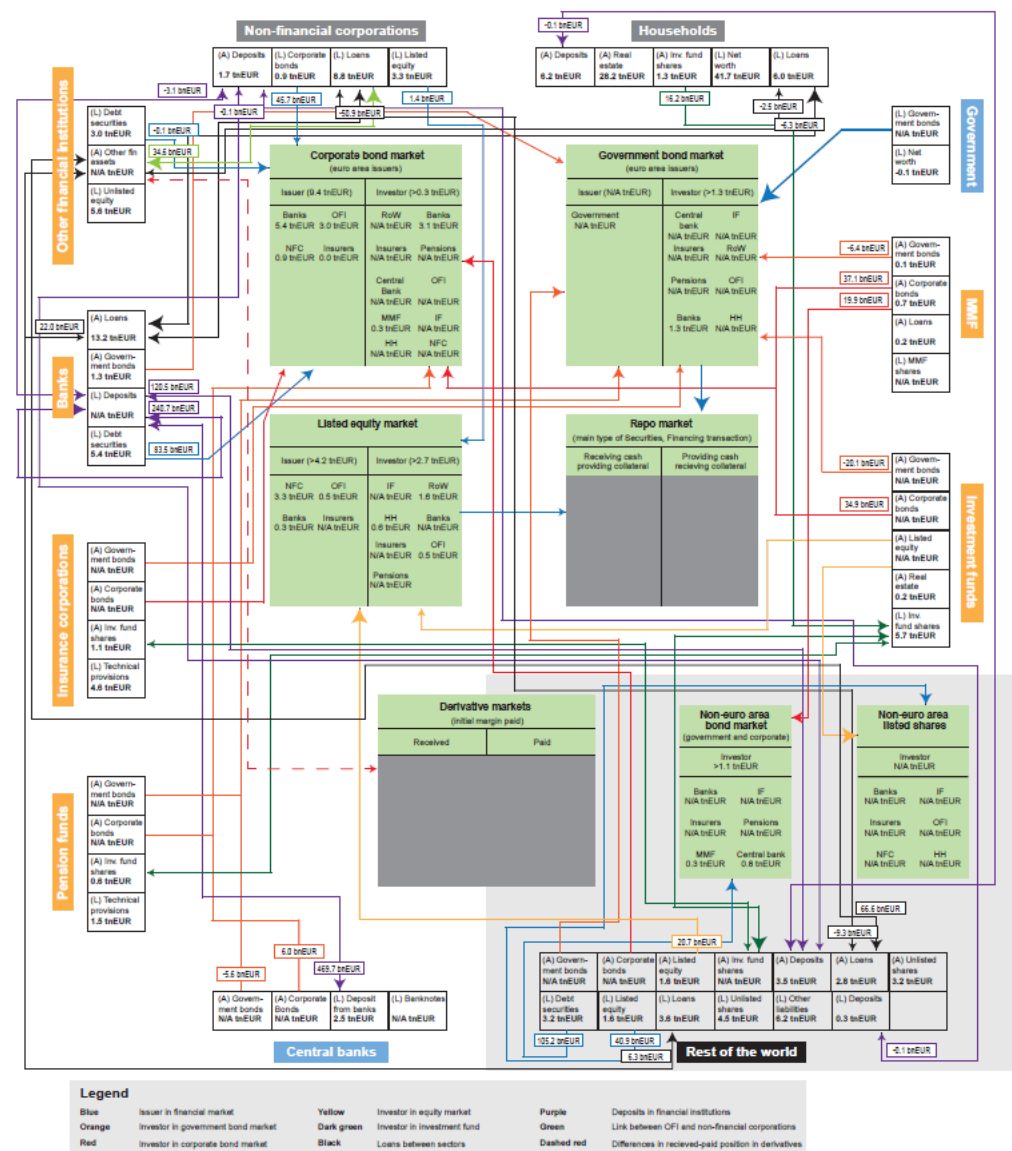 Non-financial corporations
Households
-0.1 bnEUR
(A) Deposits
1.7 tnEUR
(L) Corporate
bonds
0.9 tnEUR
(L) Loans
8.8 tnEUR
(L) Listed
equity
3.3 tnEUR
(A) Deposits
6.2 tnEUR
(A) Real
estate
28.2 tnEUR
(A) Inv. fund
shares
1.3 tnEUR
(L) Net
worth
41.7 tnEUR
(L) Loans
6.0 tnEUR
-3.1 bnEUR
-0.1 bnEUR
45.7 bnEUR
-50.9 bnEUR
1.4 bnEUR
16.2 bnEUR
-2.5 bnEUR
-6.3 bnEUR
Other financial institutions
(L) Debt
securities
3.0 tnEUR
(A) Other fin
assets
N/A tnEUR
(L) Unlisted
equity
5.6 tnEUR
-0.1 bnEUR
34.6 bnEUR
Government
(L) Govern-
ment bonds
N/A tnEUR
(L) Net
worth
-0.1 tnEUR
Corporate bond market
(euro area issuers)
Issuer (9.4 tnEUR)
Investor (>0.3 tnEUR)
Banks OFI
5.4 tnEUR 3.0 tnEUR
NFC Insurers
0.9 tnEUR 0.0 tnEUR
RoW Banks
N/A tnEUR 3.1 tnEUR
Insurers Pensions
N/A tnEUR N/A tnEUR
Central
Bank OFI
N/A tnEUR N/A tnEUR
MMF IF
0.3 tnEUR N/A tnEUR
HH NFC
N/A tnEUR N/A tnEUR
Government bond market
(euro area issuers)
Issuer (N/A tnEUR)
Investor (>1.3 tnEUR)
Government
N/A tnEUR
Central
bank IF
N/A tnEUR N/A tnEUR
Insurers RoW
N/A tnEUR N/A tnEUR
Pensions OFI
N/A tnEUR N/A tnEUR
Banks HH
1.3 tnEUR N/A tnEUR
MMF
(A) Govern-
ment bonds
0.1 tnEUR
(A) Corporate
bonds
0.7 tnEUR
(A) Loans
0.2 tnEUR
(L) MMF
shares
N/A tnEUR
-6.4 bnEUR
37.1 bnEUR
19.9 bnEUR
Banks
22.0 bnEUR
(A) Loans
13.2 tnEUR
(A) Govern-
ment bonds
1.3 tnEUR
(L) Deposits
N/A tnEUR
(L) Debt
securities
5.4 tnEUR
120.5 bnEUR
240.7 bnEUR
83.5 bnEUR
Listed equity market
Issuer (>4.2 tnEUR)
Investor (>2.7 tnEUR)
NFC OFI
3.3 tnEUR 0.5 tnEUR
Banks Insurers
0.3 tnEUR N/A tnEUR
IF RoW
N/A tnEUR 1.6 tnEUR
HH Banks
0.6 tnEUR N/A tnEUR
Insurers OFI
N/A tnEUR 0.5 tnEUR
Pensions
N/A tnEUR
Repo market
(main type of Securities, Financing transaction)
Receiving cash
providing collateral
Providing cash
recieving collateral
Investment funds
-20.1 bnEUR
34.9 bnEUR
(A) Govern-
ment bonds
N/A tnEUR
(A) Corporate
bonds
N/A tnEUR
(A) Listed
equity
N/A tnEUR
(A) Real
estate
0.2 tnEUR
(L) Inv.
fund shares
5.7 tnEUR
Insurance corporations
(A) Govern-
ment bonds
N/A tnEUR
(A) Corporate
bonds
N/A tnEUR
(A) Inv. fund
shares
1.1 tnEUR
(L) Technical
provisions
4.6 tnEUR
Derivative markets
(initial margin paid)
Received
Paid
Non-euro area
bond market
(government and corporate)
Investor
>1.1 tnEUR
Banks IF
N/A tnEUR N/A tnEUR
Insurers Pensions
N/A tnEUR N/A tnEUR
MMF Central bank
0.3 tnEUR 0.8 tnEUR
Non-euro area
listed shares
Investor
N/A tnEUR
Banks IF
N/A tnEUR N/A tnEUR
Insurers OFI
N/A tnEUR N/A tnEUR
NFC HH
N/A tnEUR N/A tnEUR
Pension funds
(A) Govern-
ment bonds
N/A tnEUR
(A) Corporate
bonds
N/A tnEUR
(A) Inv. fund
shares
0.6 tnEUR
(L) Technical
provisions
1.5 tnEUR
66.6 bnEUR
-9.3 bnEUR
20.7 bnEUR
6.0 bnEUR
-5.6 bnEUR
469.7 bnEUR
(A) Govern-
ment bonds
N/A tnEUR
(A) Corporate
Bonds
N/A tnEUR
(L) Deposit
from banks
2.5 tnEUR
(L) Banknotes
N/A tnEUR
Central banks
(A) Govern-
ment bonds
N/A tnEUR
(A) Corporate
bonds
N/A tnEUR
(A) Listed
equity
1.6 tnEUR
(A) Inv. fund
shares
N/A tnEUR
(A) Deposits
3.5 tnEUR
(A) Loans
2.8 tnEUR
(A) Unlisted
shares
3.2 tnEUR
(L) Debt
securities
3.2 tnEUR
(L) Listed
equity
1.6 tnEUR
(L) Loans
3.6 tnEUR
(L) Unlisted
shares
4.5 tnEUR
(L) Other
liabilities
6.2 tnEUR
(L) Deposits
0.3 tnEUR
105.2 bnEUR
40.9 bnEUR
6.3 bnEUR
Rest of the world
-0.1 bnEUR
Legend
Blue Issuer in financial market
Orange Investor in government bond market
Red Investor in corporate bond market
Yellow Investor in equity market
Dark green Investor in investment fund
Black Loans between sectors
Purple Deposits in financial institutions
Green Link between OFI and non-financial corporations
Dashed red Differences in recieved-paid position in derivatives